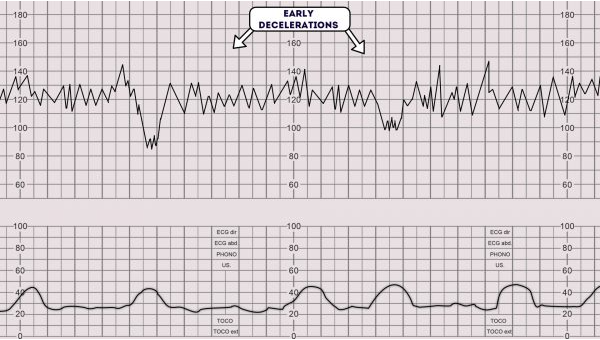 EARLY
DECELERATIONS
180 180
160 160 160
140 140 140
120 120 120
100 100 100
80 80 80
60 60 60
100 ECG dir 100 ECG dir 100
80 ECG abd 80 ECG abd 80
PHONO PHONO
60 US. 60 US. 60
40 40 40
20 20 20
TOCO TOCO
0 TOCO ext 0 TOCO ext 0